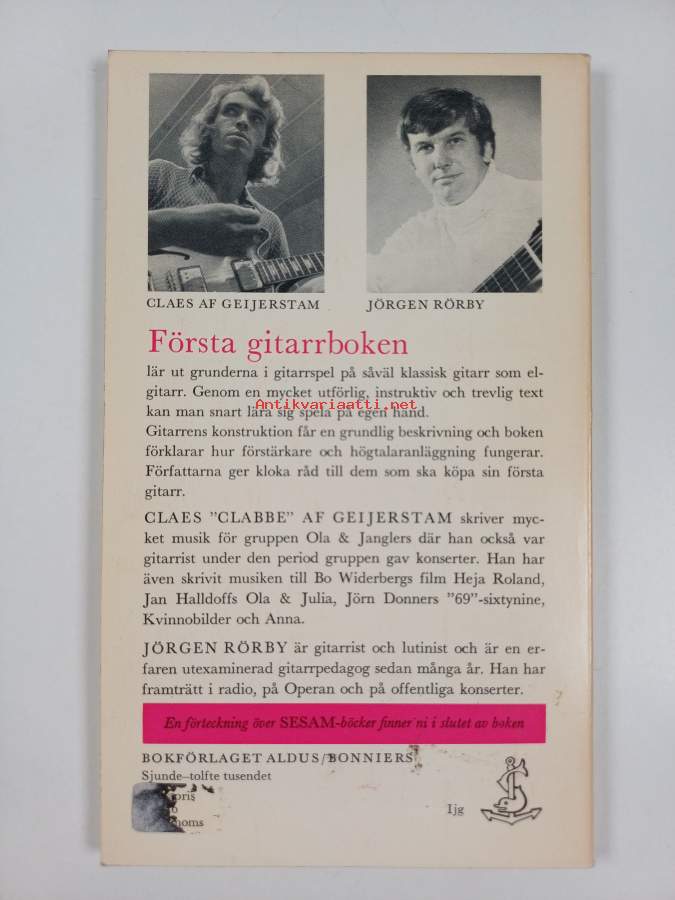 CLAES AF GEIJERSTAM
JÖRGEN RÖRBY
Första gitarrboken
lär ut grunderna i gitarrspel på såväl klassisk gitarr som el-
gitarr. Genom en mycket utförlig, instruktiv och trevlig text
Antikvariaatti.net
kan man snart lära sig spela på egen hand.
Gitarrens konstruktion får en grundlig beskrivning och boken
förklarar hur förstärkare och högtalaranläggning fungerar.
Författarna ger kloka råd till dem som ska köpa sin första
gitarr.
CLAES "CLABBE" AF GEIJERSTAM skriver myc-
ket musik för gruppen Ola & Janglers där han också var
gitarrist under den period gruppen gav konserter. Han har
även skrivit musiken till Bo Widerbergs film Heja Roland,
Jan Halldoffs Ola & Julia, Jörn Donners "69"-sixtynine,
Kvinnobilder och Anna.
JÖRGEN RÖRBY är gitarrist och lutinist och är en er-
faren utexaminerad gitarrpedagog sedan många år. Han har
framträtt i radio, på Operan och på offentliga konserter.
En förteckning över SESAM-böcker finner ni i slutet av boken
BOKFÖRLAGET ALDUS/BONNIERS
Sjunde–tolfte tusendet
Ijg